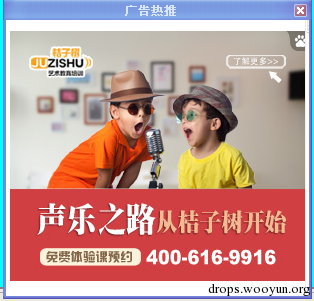 广告热推
桔子树
JUZISHU
艺术教育培训
了解更多>>
声乐之路从桔子树开始
免费体验课预约 400-616-9916
drops.wooyun.org